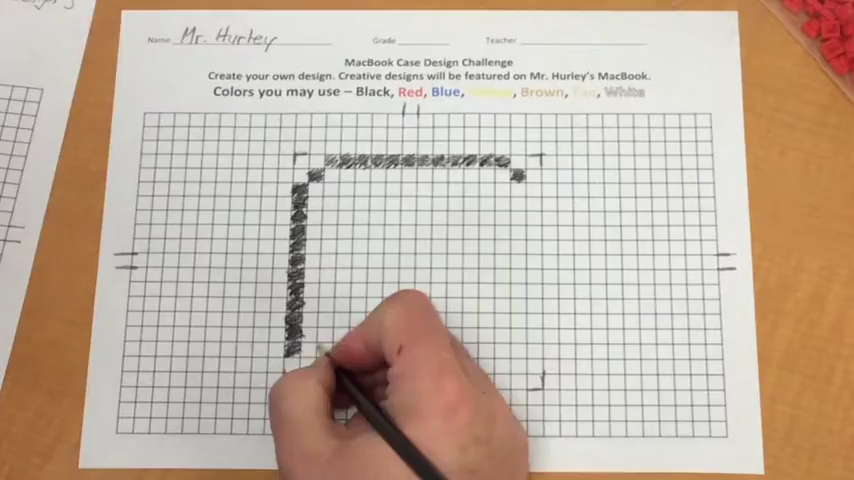 Name Mr. Hurley Grade Teacher
MacBook Case Design Challenge
Create your own design. Creative designs will be featured on Mr. Hurley's MacBook.
Colors you may use – Black, Red, Blue, Yellow, Brown, Tan, White